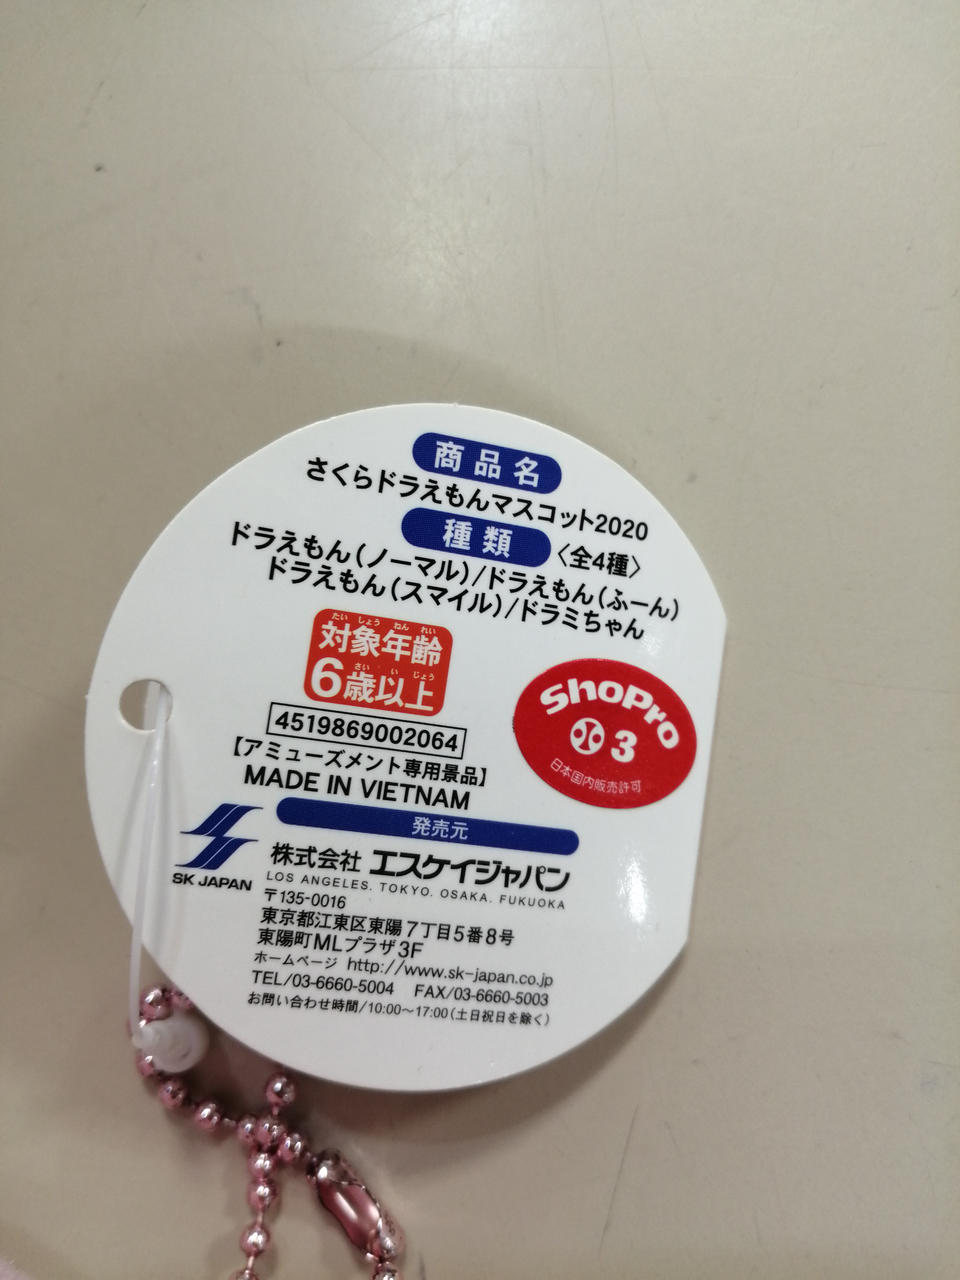 商品名
さくらドラえもんマスコット2020
種類 〈全4種〉
ドラえもん(ノーマル)/ドラえもん(ふーん)
ドラえもん(スマイル)/ドラミちゃん
たいしょうねんれい
対象年齢
さいいじょう
6歳以上
ShoPro
3
日本国内販売許可
4519869002064
【アミューズメント専用景品】
MADE IN VIETNAM
発売元
SK JAPAN
株式会社 エスケイジャパン
LOS ANGELES. TOKYO. OSAKA. FUKUOKA
〒135-0016
東京都江東区東陽7丁目5番8号
東陽町MLプラザ3F
ホームページ http://www.sk-japan.co.jp
TEL/03-6660-5004 FAX/03-6660-5003
お問い合わせ時間/10:00〜17:00(土日祝日を除く)